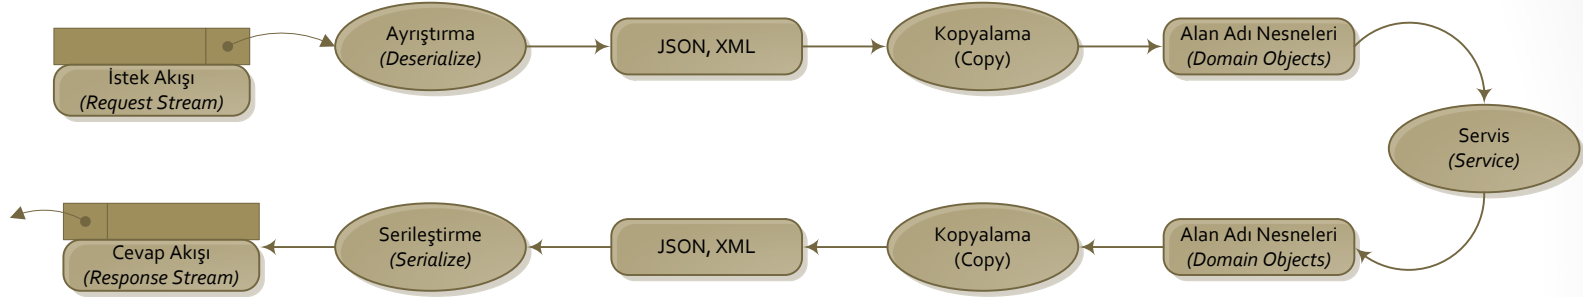 İstek Akışı
(Request Stream)
Ayrıştırma
(Deserialize)
JSON, XML
Kopyalama
(Copy)
Alan Adı Nesneleri
(Domain Objects)
Servis
(Service)
Alan Adı Nesneleri
(Domain Objects)
Kopyalama
(Copy)
JSON, XML
Serileştirme
(Serialize)
Cevap Akışı
(Response Stream)